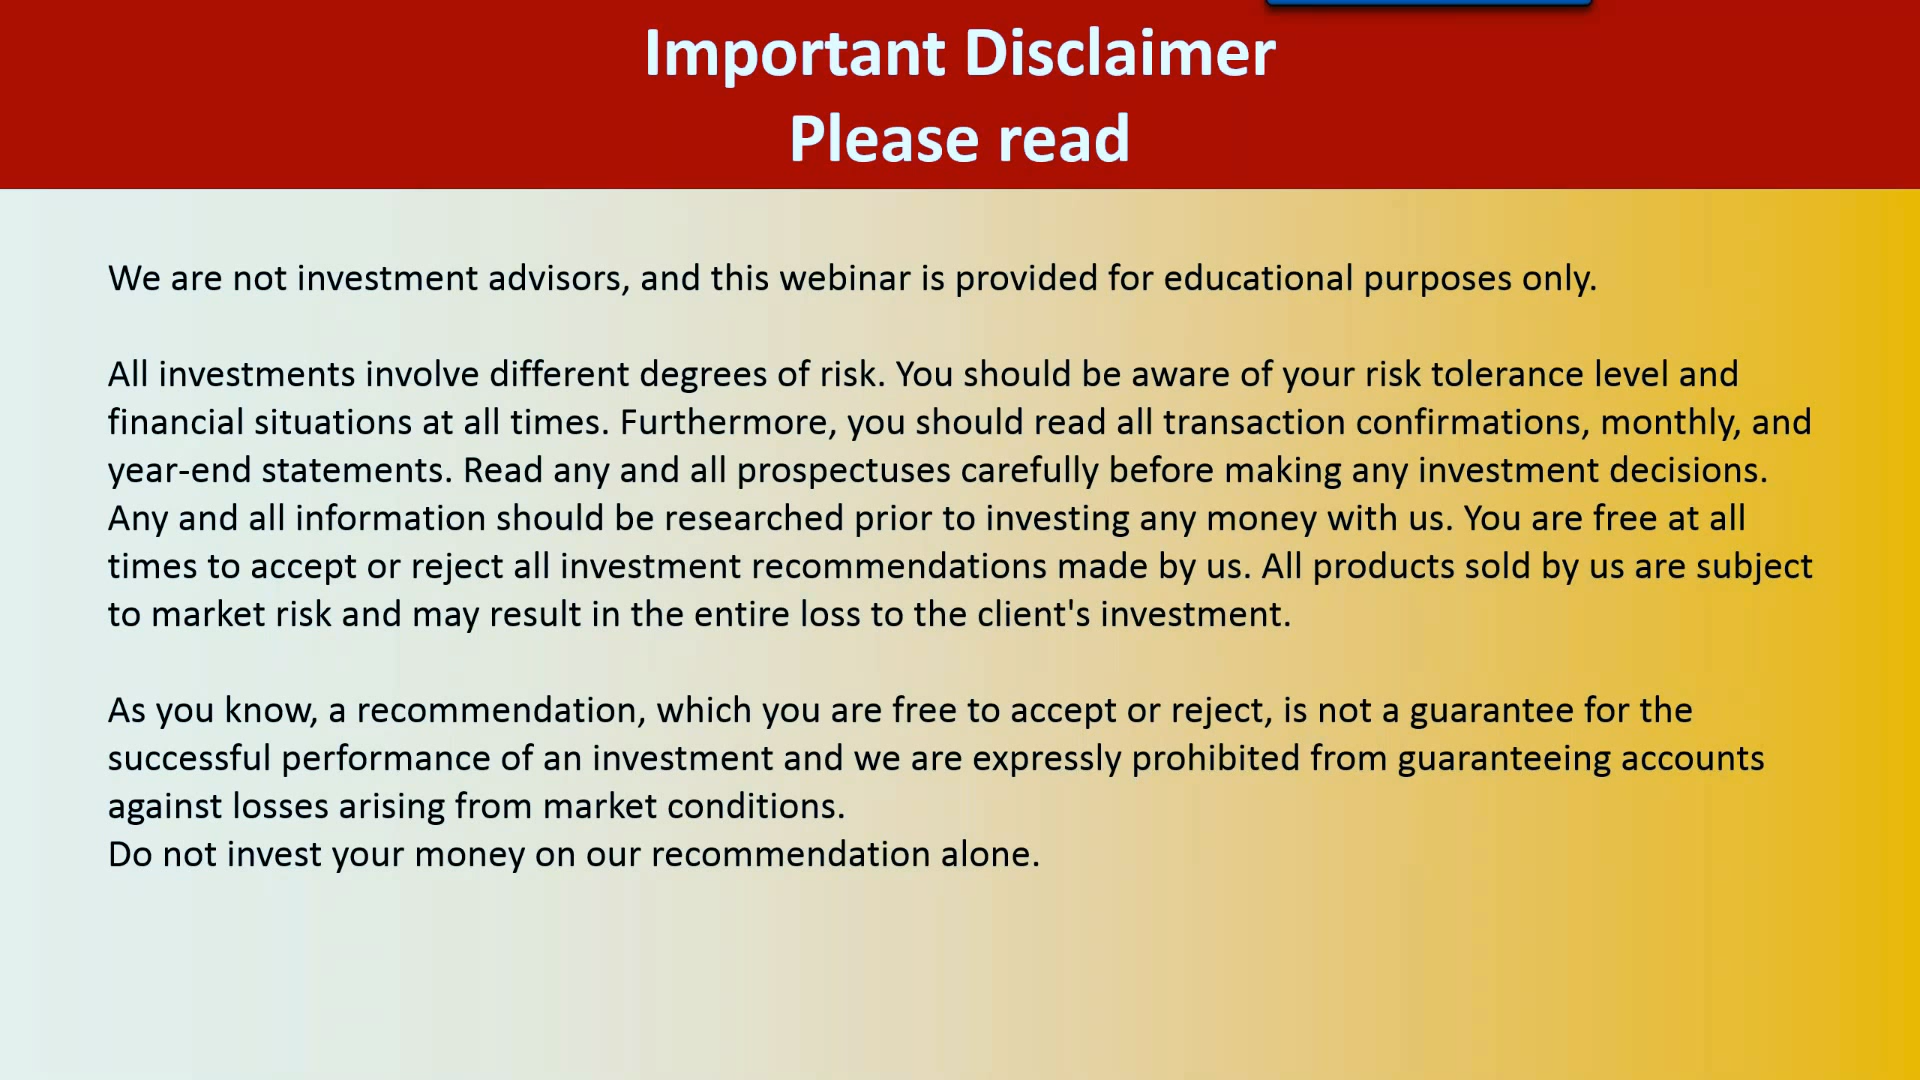 Important Disclaimer
Please read
We are not investment advisors, and this webinar is provided for educational purposes only.
All investments involve different degrees of risk. You should be aware of your risk tolerance level and
financial situations at all times. Furthermore, you should read all transaction confirmations, monthly, and
year-end statements. Read any and all prospectuses carefully before making any investment decisions.
Any and all information should be researched prior to investing any money with us. You are free at all
times to accept or reject all investment recommendations made by us. All products sold by us are subject
to market risk and may result in the entire loss to the client's investment.
As you know, a recommendation, which you are free to accept or reject, is not a guarantee for the
successful performance of an investment and we are expressly prohibited from guaranteeing accounts
against losses arising from market conditions.
Do not invest your money on our recommendation alone.